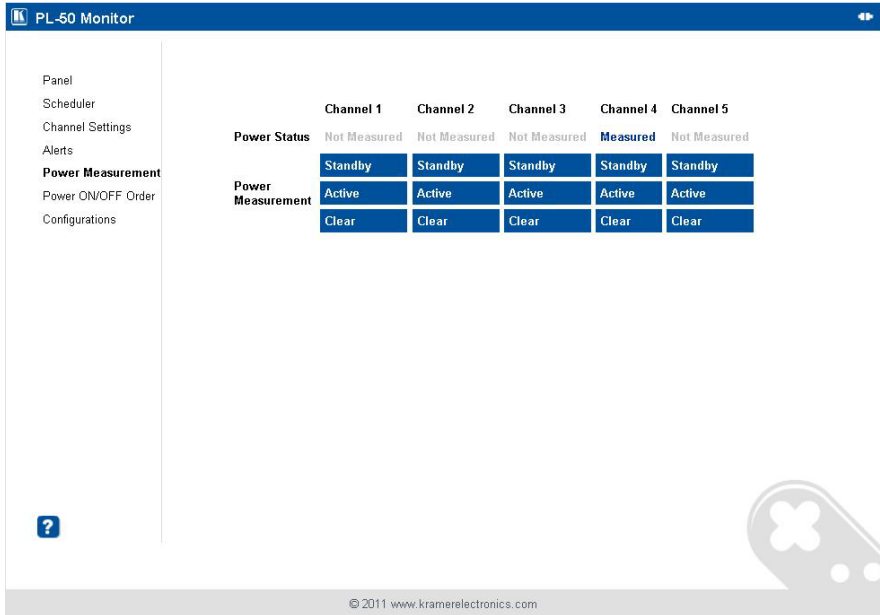 PL-50 Monitor
Panel
Scheduler
Channel Settings
Alerts
Power Measurement
Power ON/OFF Order
Configurations
Channel 1 Channel 2 Channel 3 Channel 4 Channel 5
Power Status Not Measured Not Measured Not Measured Measured Not Measured
Standby Standby Standby Standby Standby
Power
Measurement
Active Active Active Active Active
Clear Clear Clear Clear Clear
?
© 2011 www.kramerelectronics.com